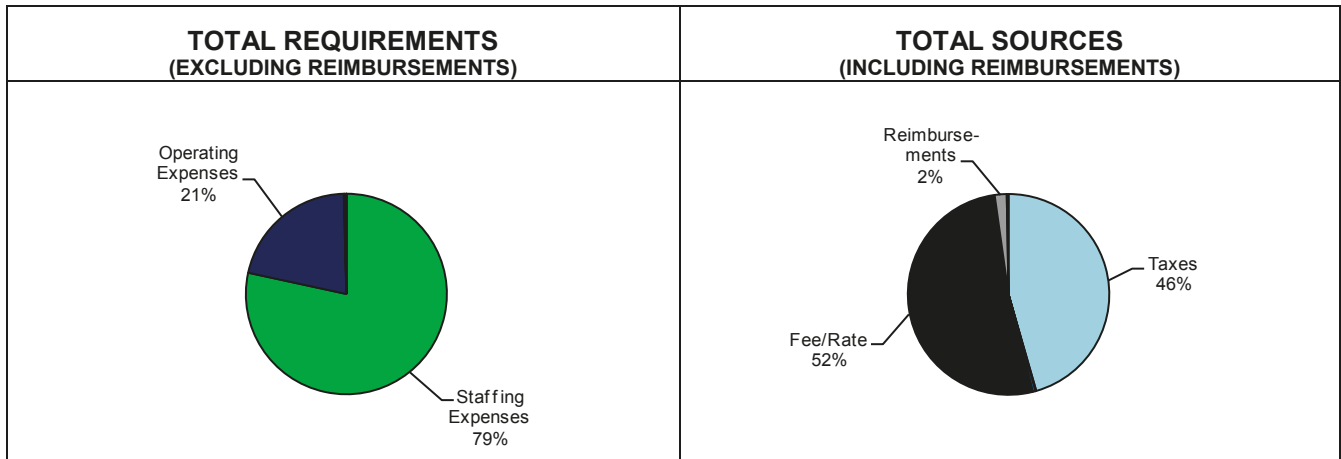 TOTAL REQUIREMENTS
(EXCLUDING REIMBURSEMENTS)
Operating
Expenses
21%
Staffing
Expenses
79%
TOTAL SOURCES
(INCLUDING REIMBURSEMENTS)
Reimburse-
ments
2%
Taxes
46%
Fee/Rate
52%